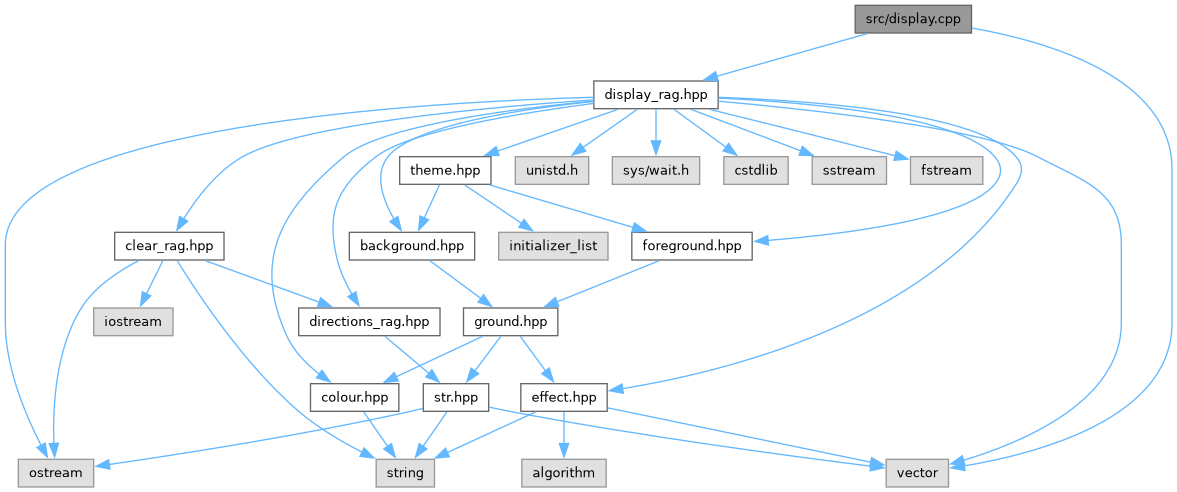 src/display.cpp
display_rag.hpp
theme.hpp
unistd.h
sys/wait.h
cstdlib
sstream
fstream
clear_rag.hpp
background.hpp
initializer_list
foreground.hpp
iostream
directions_rag.hpp
ground.hpp
colour.hpp
str.hpp
effect.hpp
ostream
string
algorithm
vector